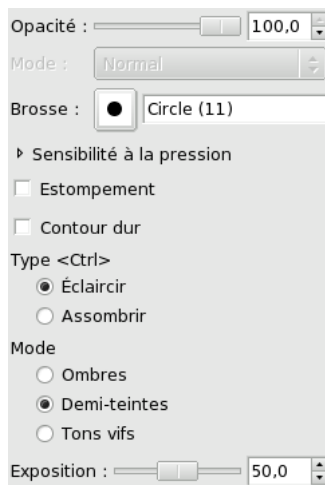 Opacité : 100,0
Mode : Normal
Brosse : Circle (11)
Sensibilité à la pression
Estompement
Contour dur
Type <Ctrl>
Éclaircir
Assombrir
Mode
Ombres
Demi-teintes
Tons vifs
Exposition : 50,0